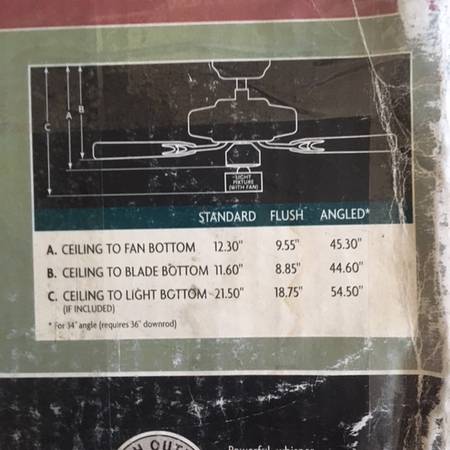 C
A
B
LIGHT
FIXTURE
(WITH FAN)
STANDARD FLUSH ANGLED*
A. CEILING TO FAN BOTTOM 12.30" 9.55" 45.30"
B. CEILING TO BLADE BOTTOM 11.60" 8.85" 44.60"
C. CEILING TO LIGHT BOTTOM 21.50" 18.75" 54.50"
(IF INCLUDED)
* For 34° angle (requires 36" downrod)
Powerful, whisper